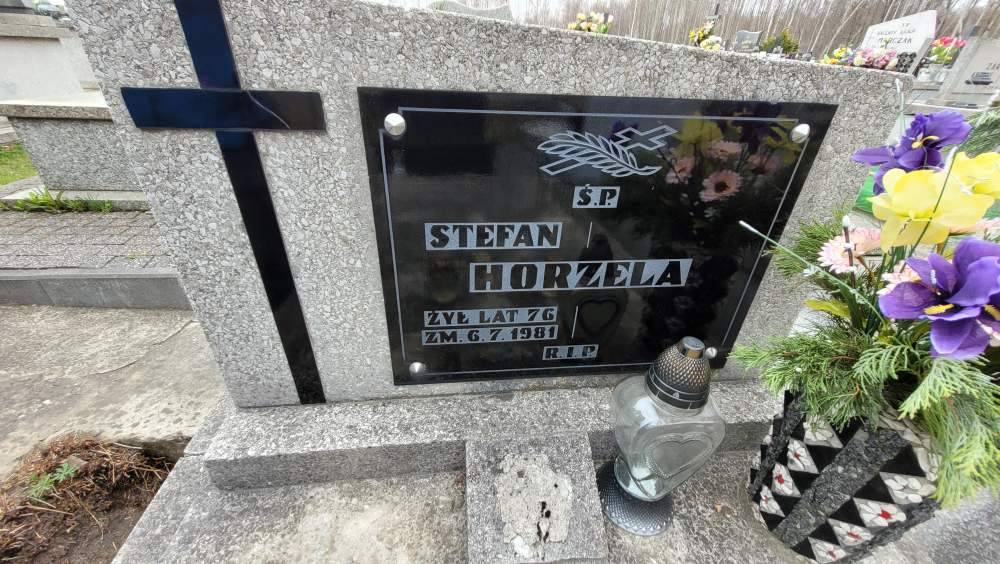 Ś.P.
STEFAN
HORZELA
ŻYŁ LAT 76
ZM. 6.7.1981
R.I.P.